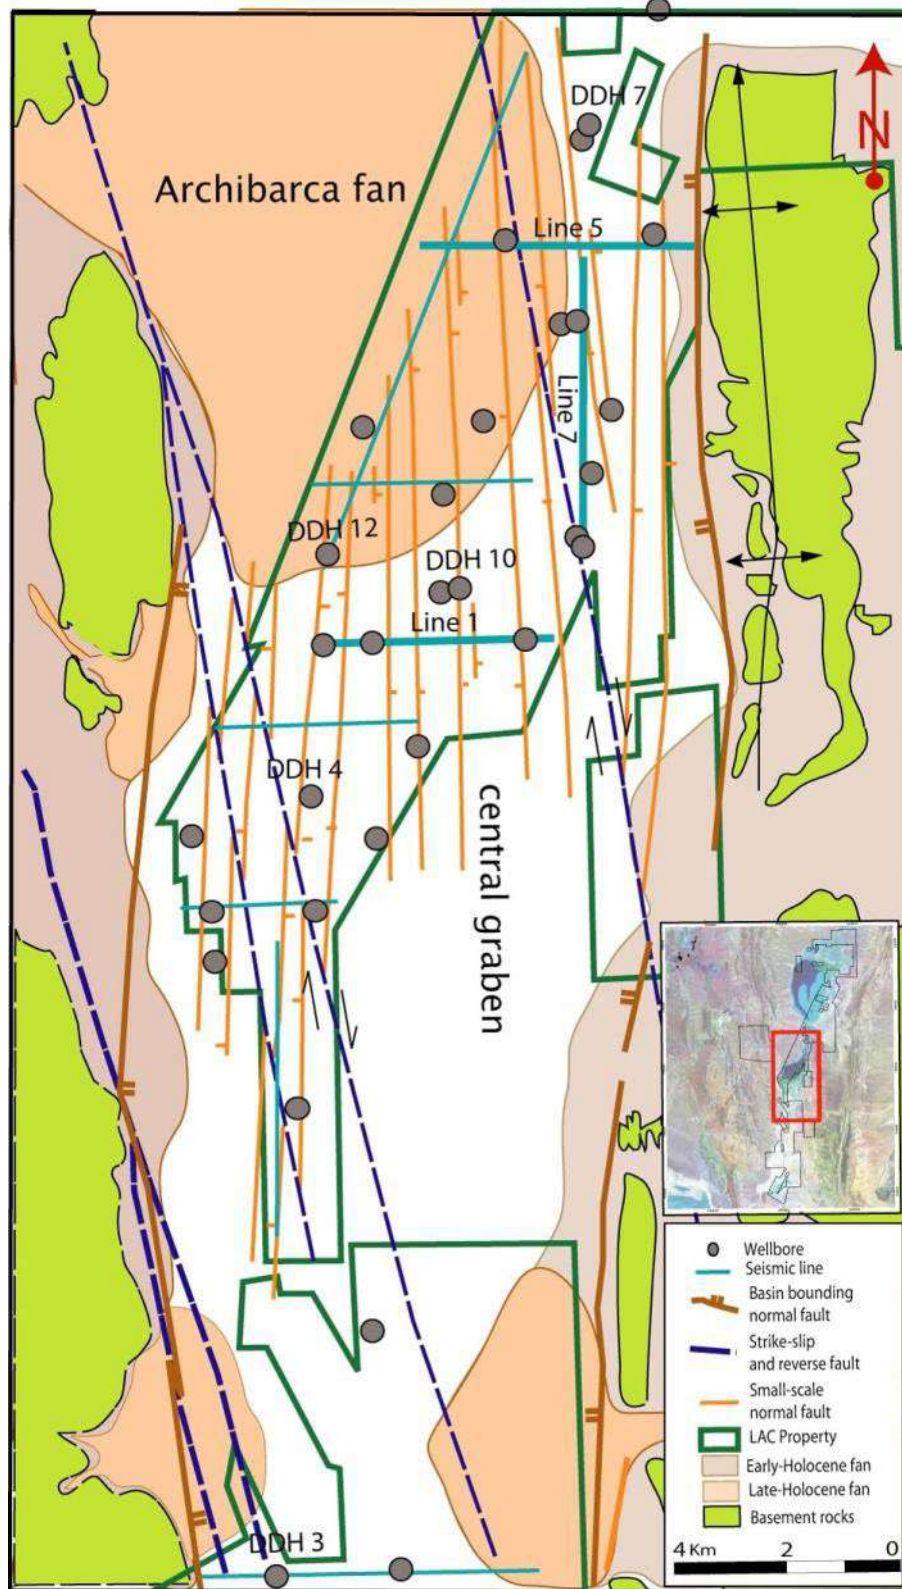 DDH 7
N
Archibarca fan
Line 5
Line 7
DDH 12
DDH 10
Line 1
DDH 4
central graben
Wellbore
Seismic line
Basin bounding
normal fault
Strike-slip
and reverse fault
Small-scale
normal fault
LAC Property
Early-Holocene fan
Late-Holocene fan
Basement rocks
4 Km 2 0
DDH 3